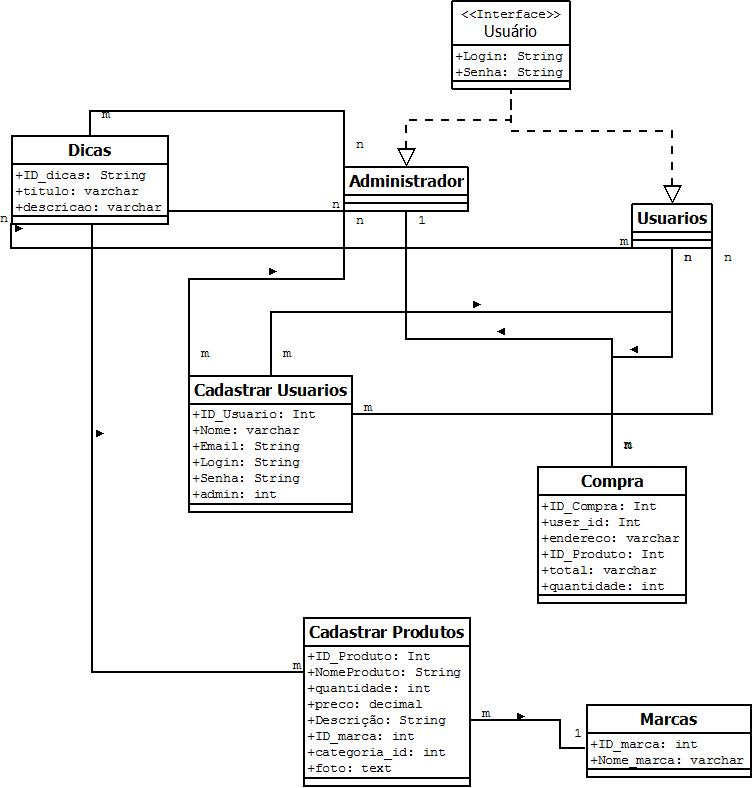 <<Interface>>
Usuário
+Login: String
+Senha: String
m
n
Dicas
+ID_dicas: String
+titulo: varchar
+descricao: varchar
Administrador
n
n
n
1
Usuarios
m
n
n
m
m
Cadastrar Usuarios
+ID_Usuario: Int
+Nome: varchar
+Email: String
+Login: String
+Senha: String
+admin: int
m
m
Compra
+ID_Compra: Int
+user_id: Int
+endereco: varchar
+ID_Produto: Int
+total: varchar
+quantidade: int
Cadastrar Produtos
+ID_Produto: Int
+NomeProduto: String
+quantidade: int
+preco: decimal
+Descrição: String
+ID_marca: int
+categoria_id: int
+foto: text
m
m
1
Marcas
+ID_marca: int
+Nome_marca: varchar